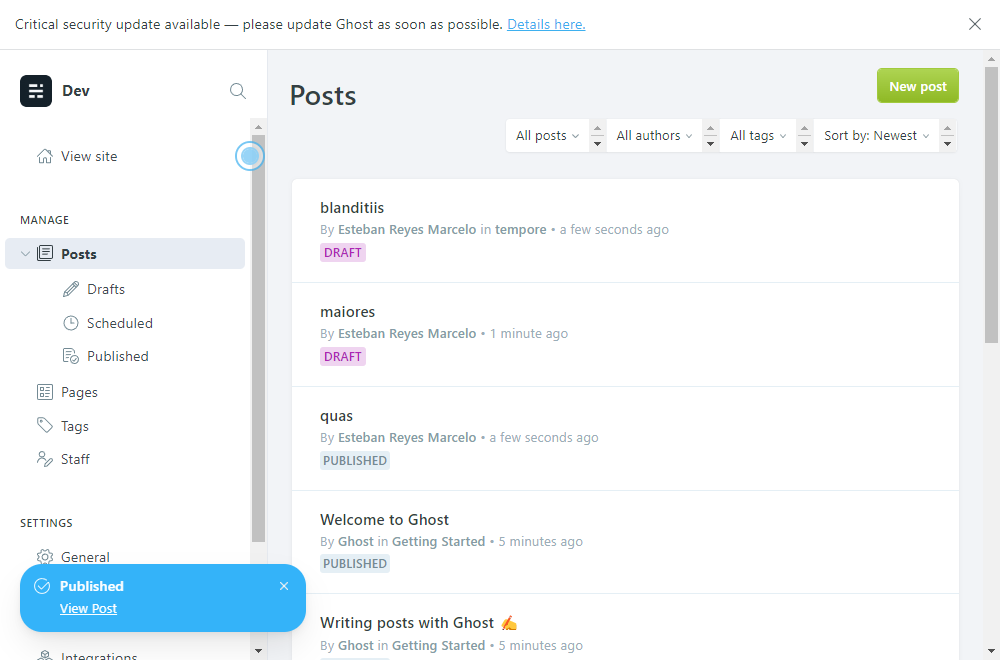 Critical security update available — please update Ghost as soon as possible. Details here.
Dev
View site
MANAGE
Posts
Drafts
Scheduled
Published
Pages
Tags
Staff
SETTINGS
General
Integrations
Published
View Post
Posts
New post
All posts
All authors
All tags
Sort by: Newest
blanditiis
By Esteban Reyes Marcelo in tempore • a few seconds ago
DRAFT
maiores
By Esteban Reyes Marcelo • 1 minute ago
DRAFT
quas
By Esteban Reyes Marcelo • a few seconds ago
PUBLISHED
Welcome to Ghost
By Ghost in Getting Started • 5 minutes ago
PUBLISHED
Writing posts with Ghost ✍️
By Ghost in Getting Started • 5 minutes ago